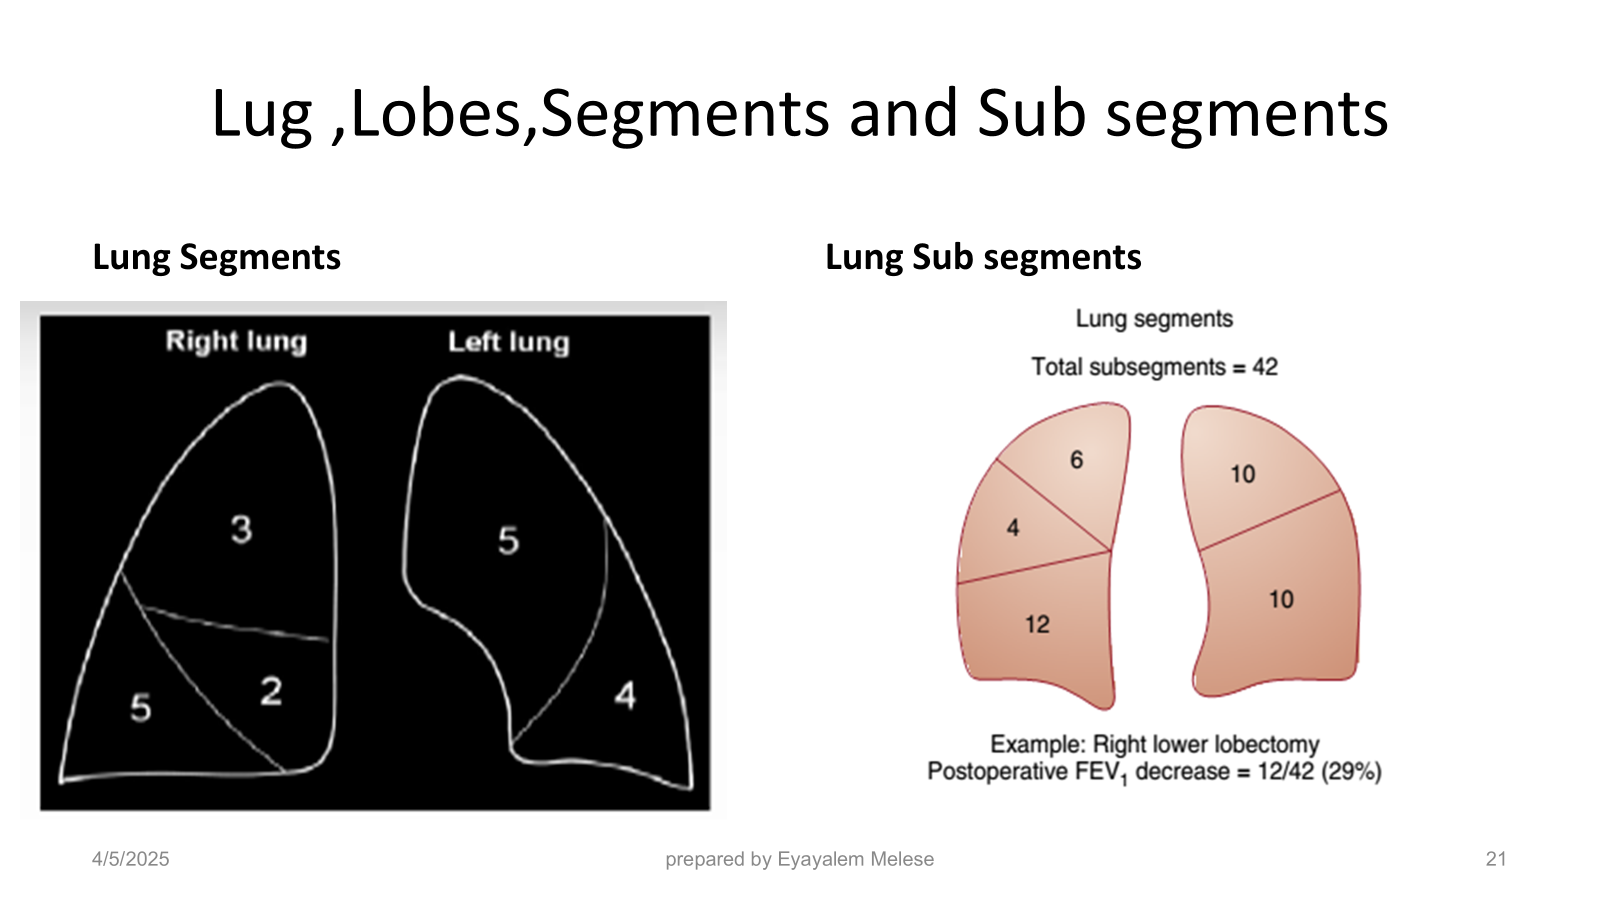 Lug ,Lobes,Segments and Sub segments
Lung Segments
Right lung
Left lung
3
5
2
5
4
Lung Sub segments
Lung segments
Total subsegments = 42
6
10
4
12
10
Example: Right lower lobectomy
Postoperative FEV1 decrease = 12/42 (29%)
4/5/2025
prepared by Eyayalem Melese
21